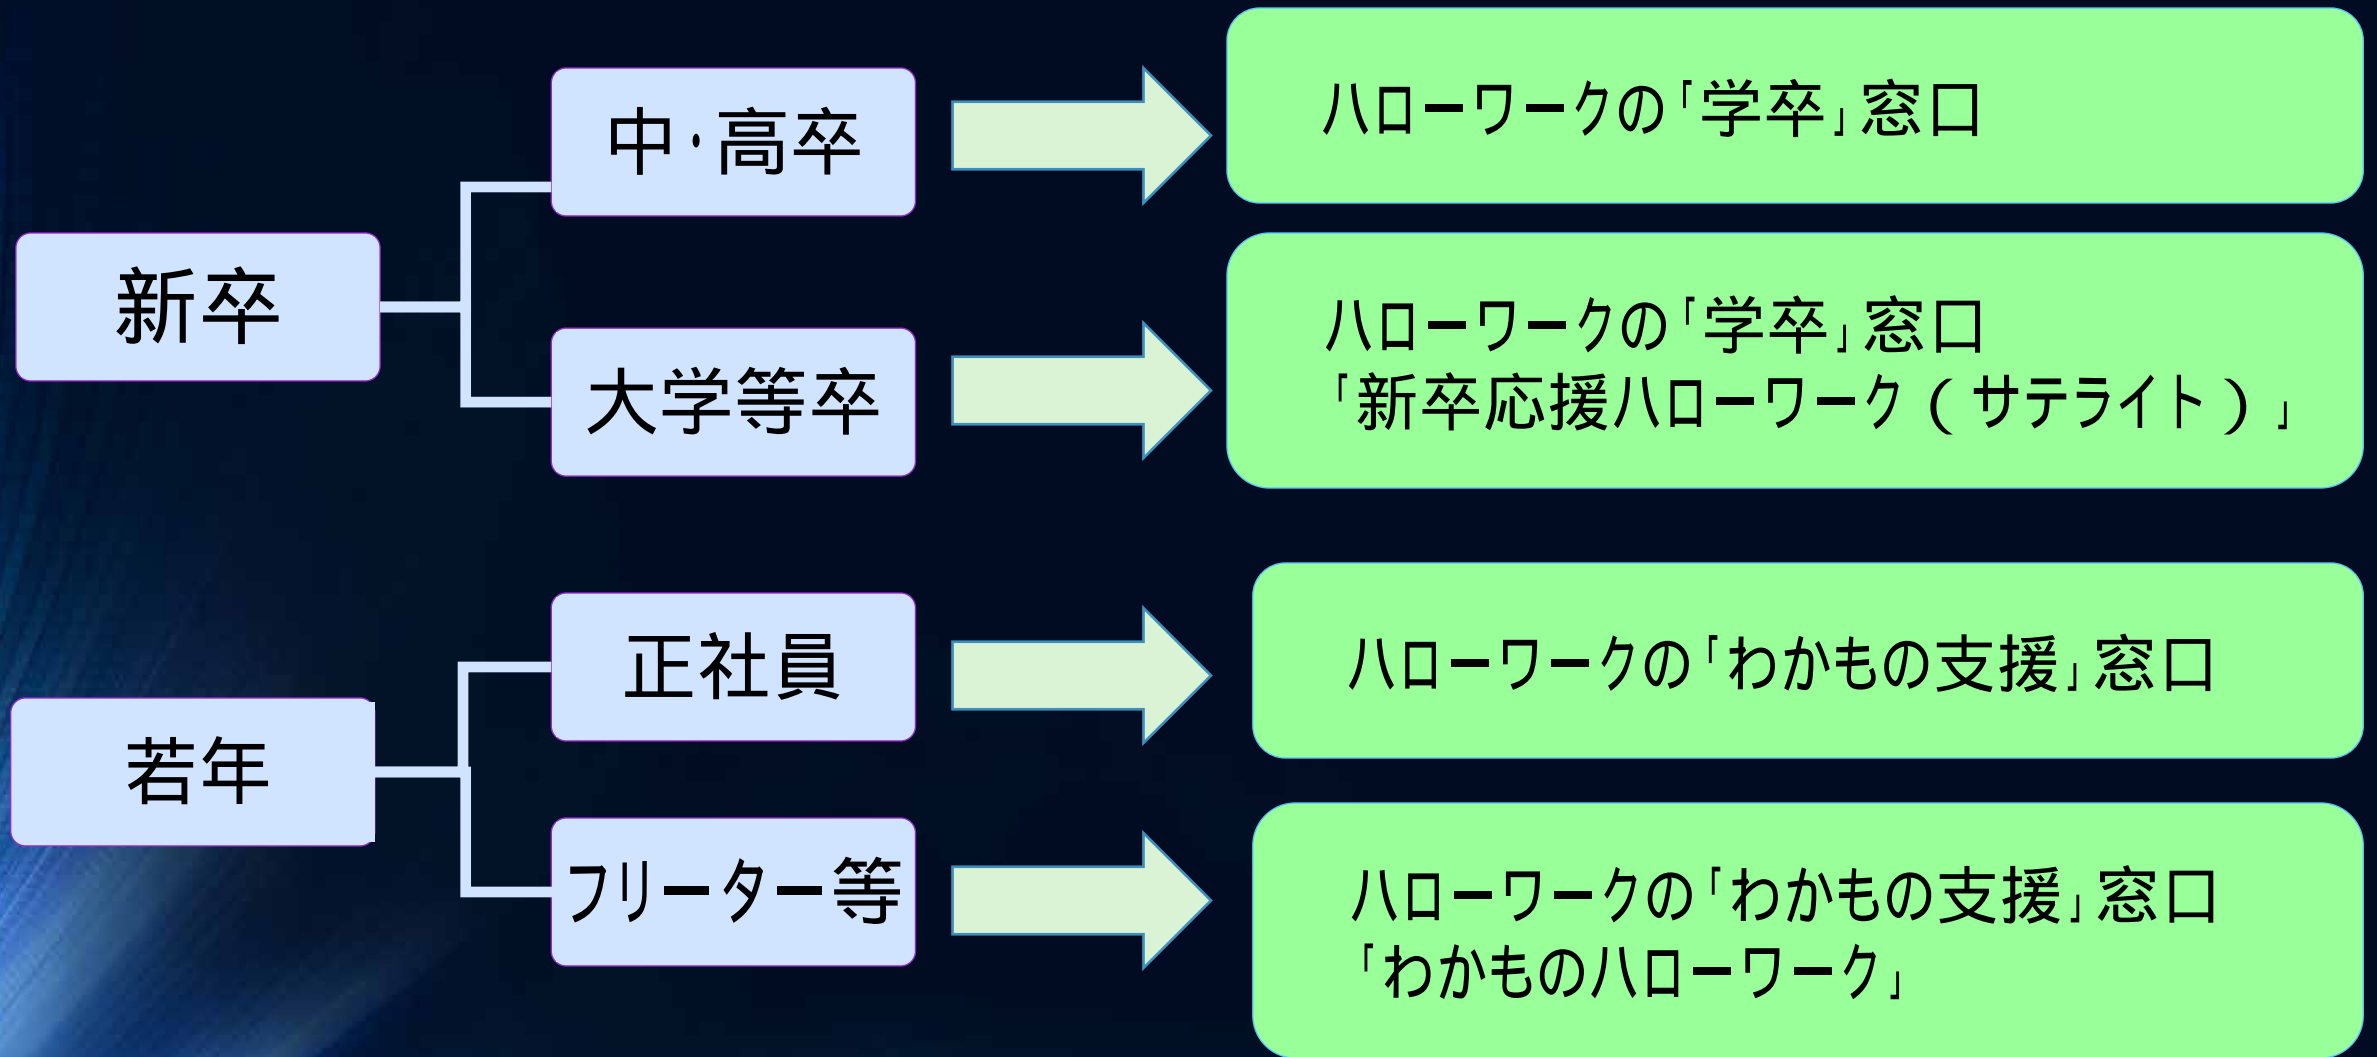 新卒
中・高卒
ハローワークの「学卒」窓口
大学等卒
ハローワークの「学卒」窓口
「新卒応援ハローワーク（サテライト）」
若年
正社員
ハローワークの「わかもの支援」窓口
フリーター等
ハローワークの「わかもの支援」窓口
「わかものハローワーク」